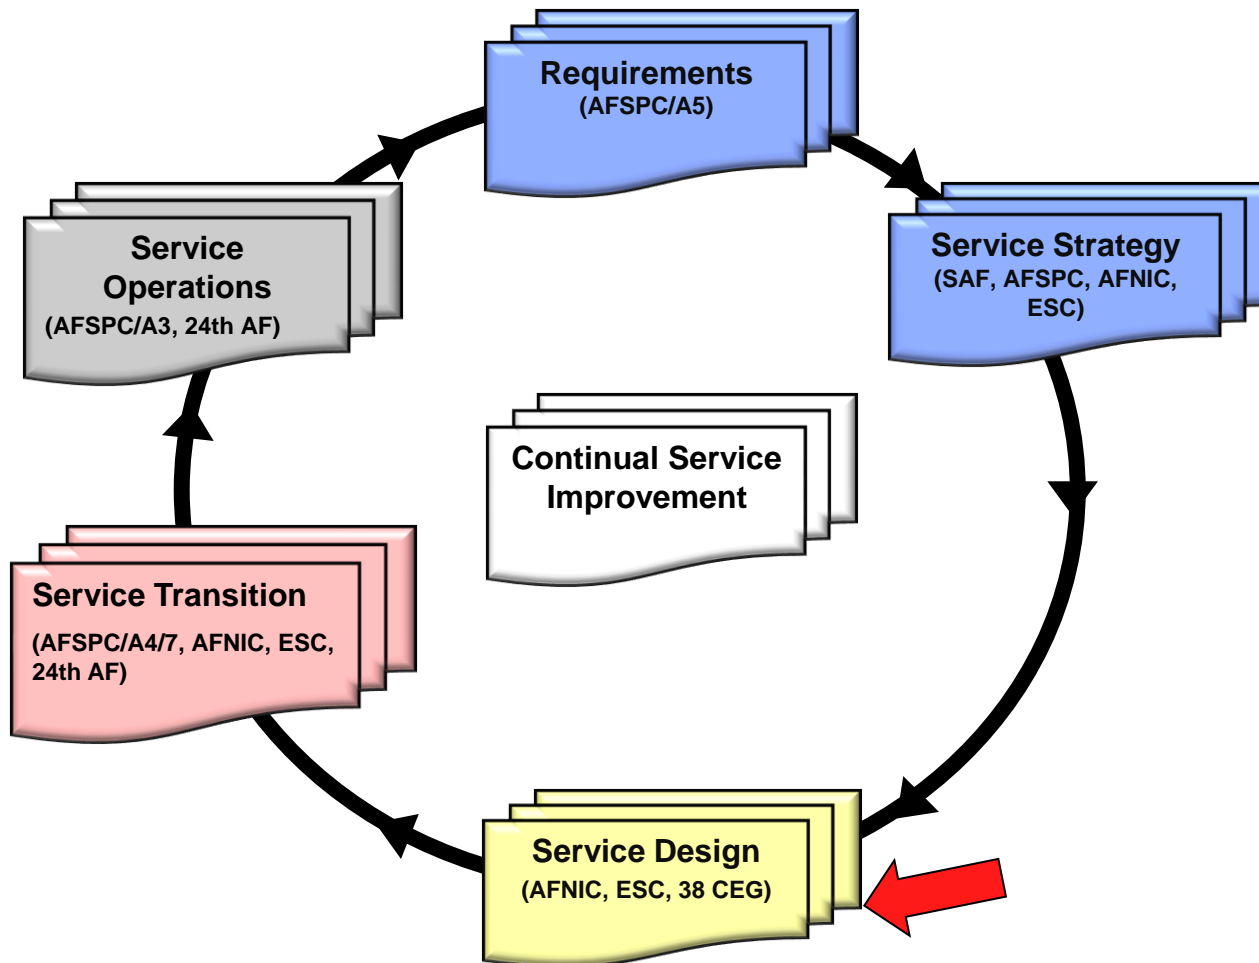 Requirements
(AFSPC/A5)
Service Strategy
(SAF, AFSPC, AFNIC,
ESC)
Service
Operations
(AFSPC/A3, 24th AF)
Continual Service
Improvement
Service Transition
(AFSPC/A4/7, AFNIC, ESC,
24th AF)
Service Design
(AFNIC, ESC, 38 CEG)